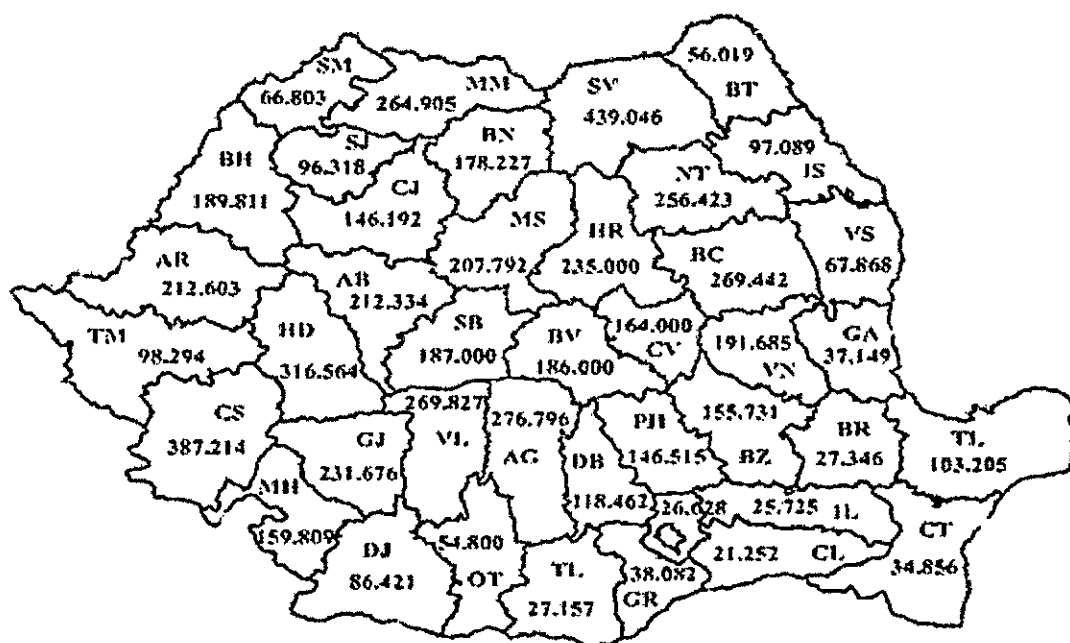 56.019
BT
SM
66.803
MM
264.905
SV
439.046
SJ
96.318
BN
178.227
97.089
IS
BH
189.811
CJ
146.192
NT
256.423
MS
207.792
HR
235.000
VS
67.868
BC
269.442
AR
212.603
AB
212.334
TM
98.294
HD
316.564
SB
187.000
BV
186.000
164.000
CV
191.685
VN
GA
37.149
CS
387.214
269.827
VL
276.796
AG
GJ
231.676
DB
118.462
PH
146.515
155.731
BZ
BR
27.346
TL
103.205
MH
159.809
DJ
86.421
54.800
OT
TL
27.157
26.628
38.082
GR
25.725
IL
21.252
CL
CT
34.856